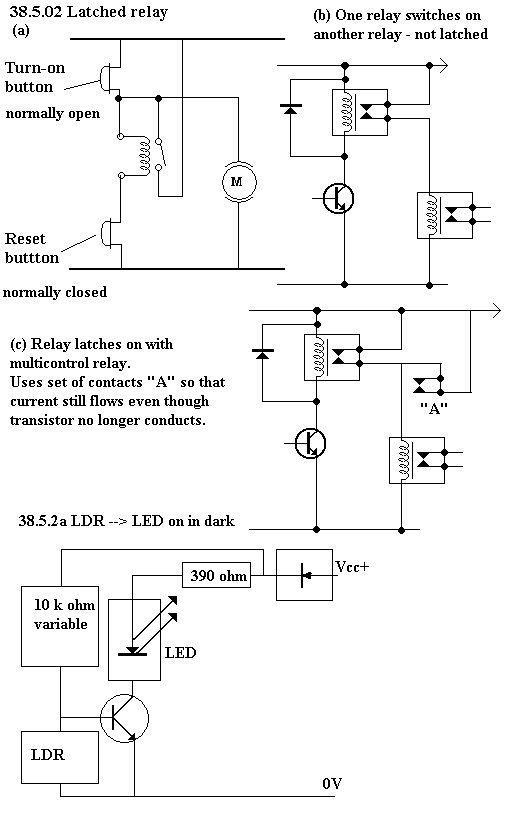 38.5.02 Latched relay
(a)
Turn-on
button
normally open
M
Reset
buttton
normally closed
(b) One relay switches on
another relay - not latched
(c) Relay latches on with
multicontrol relay.
Uses set of contacts "A" so that
current still flows even though
transistor no longer conducts.
"A"
38.5.2a LDR --> LED on in dark
390 ohm
Vcc+
10 k ohm
variable
LED
LDR
0V